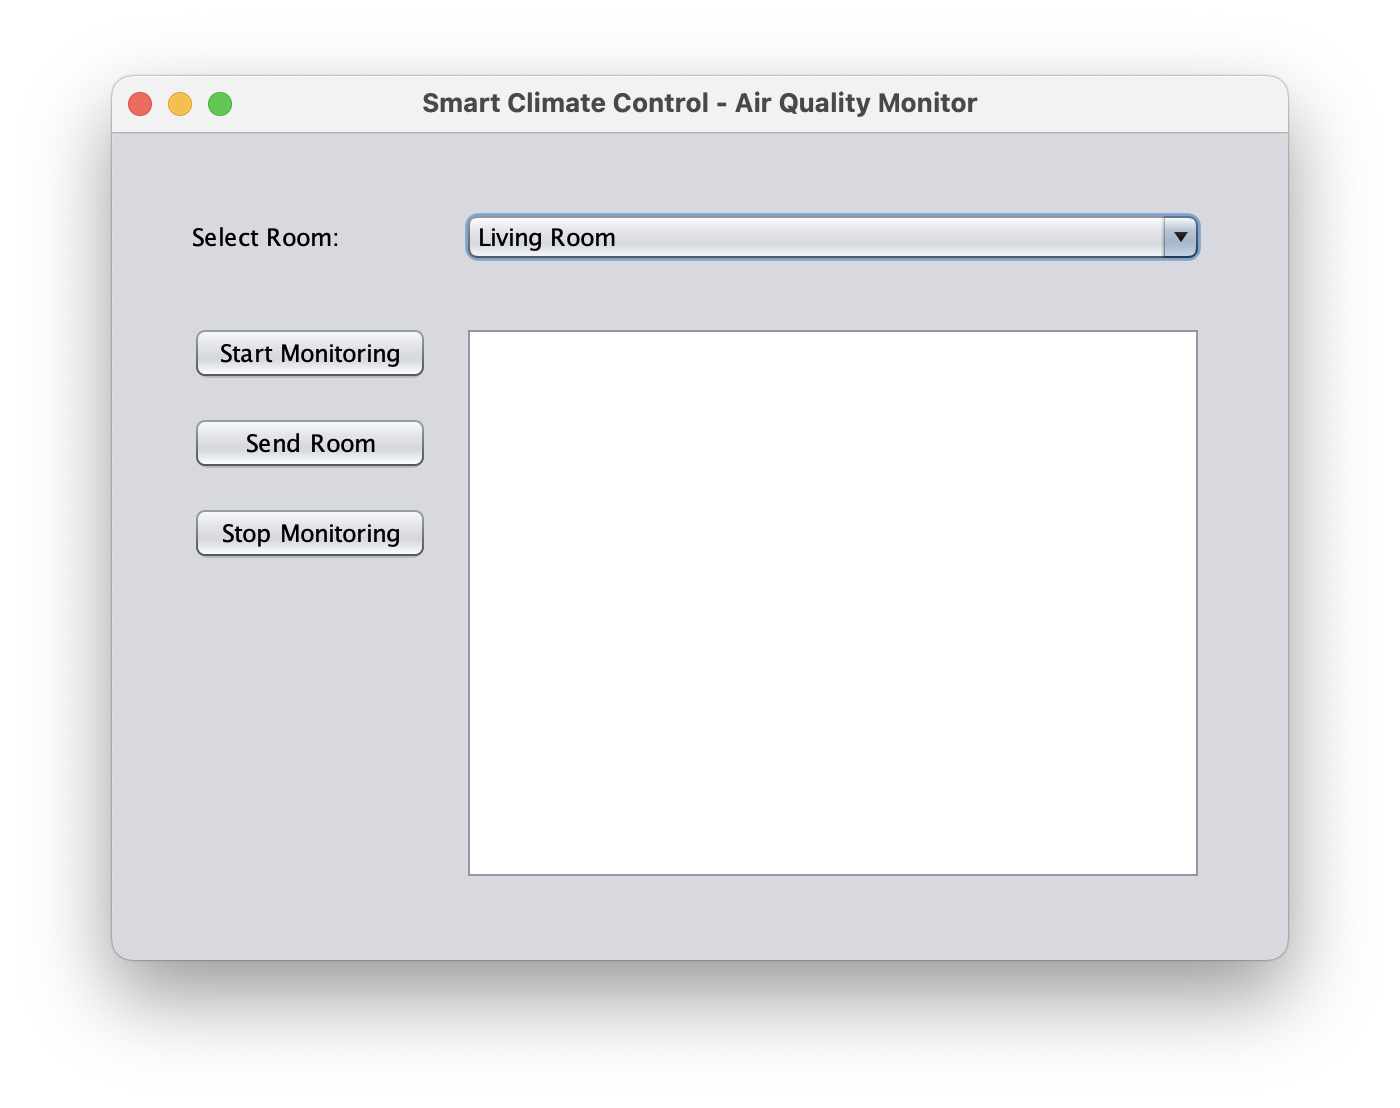 Smart Climate Control - Air Quality Monitor
Select Room:
Living Room
Start Monitoring
Send Room
Stop Monitoring